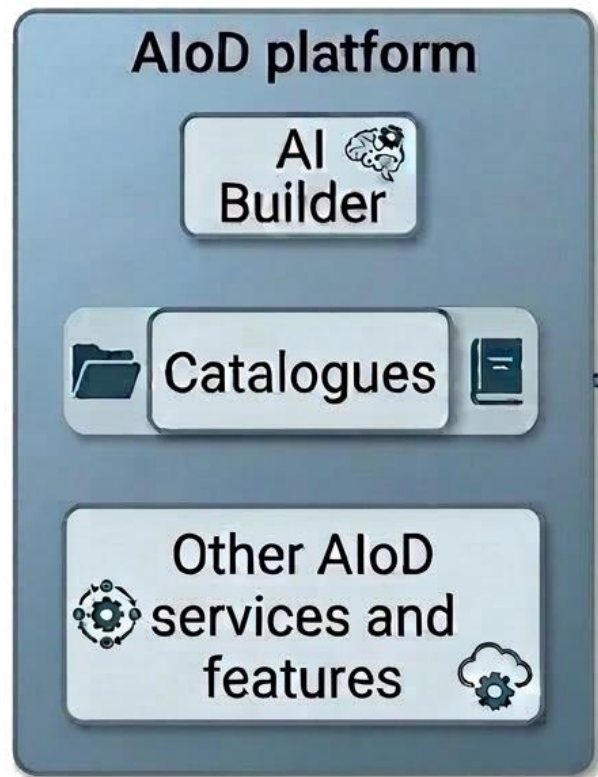 AIoD platform
AI
Builder
Catalogues
Other AIoD
services and
features